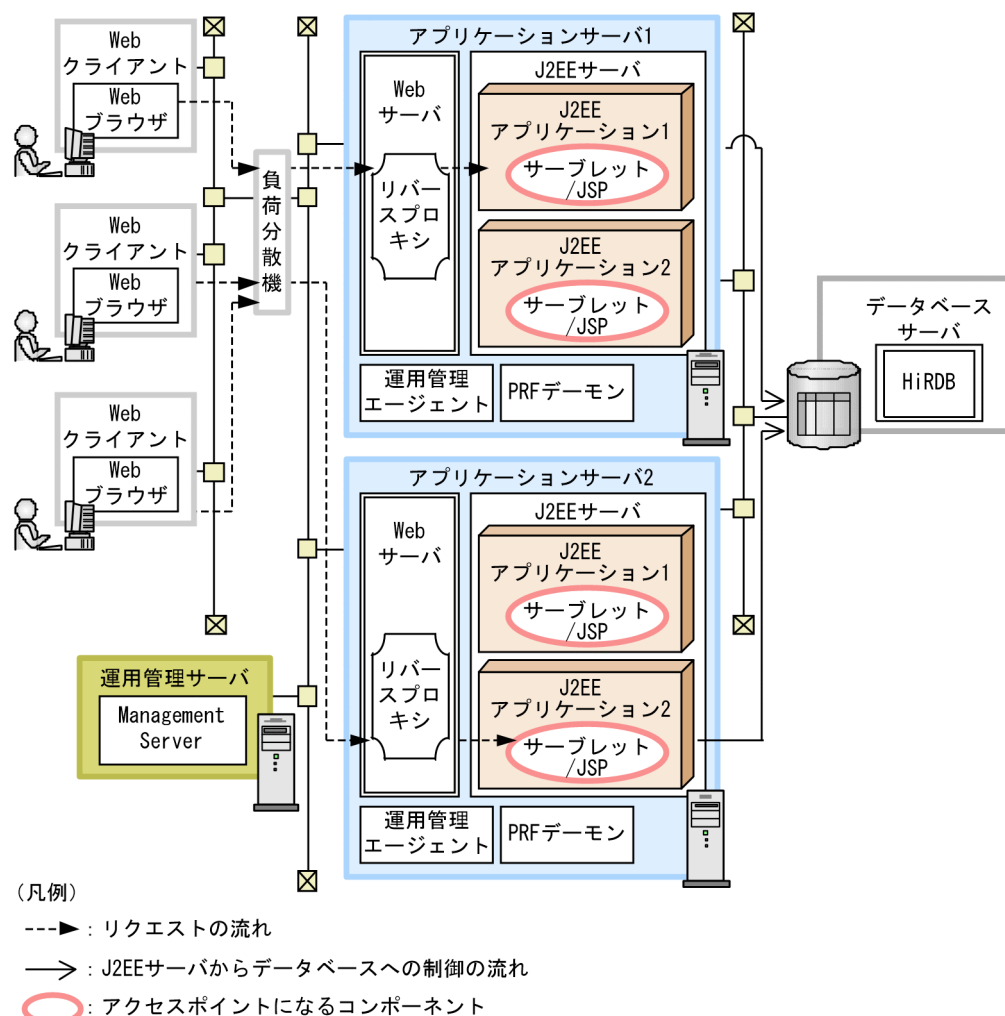 Web
クライアント
Web
ブラウザ
Web
クライアント
Web
ブラウザ
Web
クライアント
Web
ブラウザ
負荷分散機
運用管理サーバ
Management
Server
アプリケーションサーバ1
Web
サーバ
リバー
スプロ
キシ
J2EEサーバ
J2EE
アプリケーション1
サーブレット
/JSP
J2EE
アプリケーション2
サーブレット
/JSP
運用管理
エージェント
PRFデーモン
アプリケーションサーバ2
Web
サーバ
リバー
スプロ
キシ
J2EEサーバ
J2EE
アプリケーション1
サーブレット
/JSP
J2EE
アプリケーション2
サーブレット
/JSP
運用管理
エージェント
PRFデーモン
データベース
サーバ
HiRDB
(凡例)
: リクエストの流れ
: J2EEサーバからデータベースへの制御の流れ
: アクセスポイントになるコンポーネント